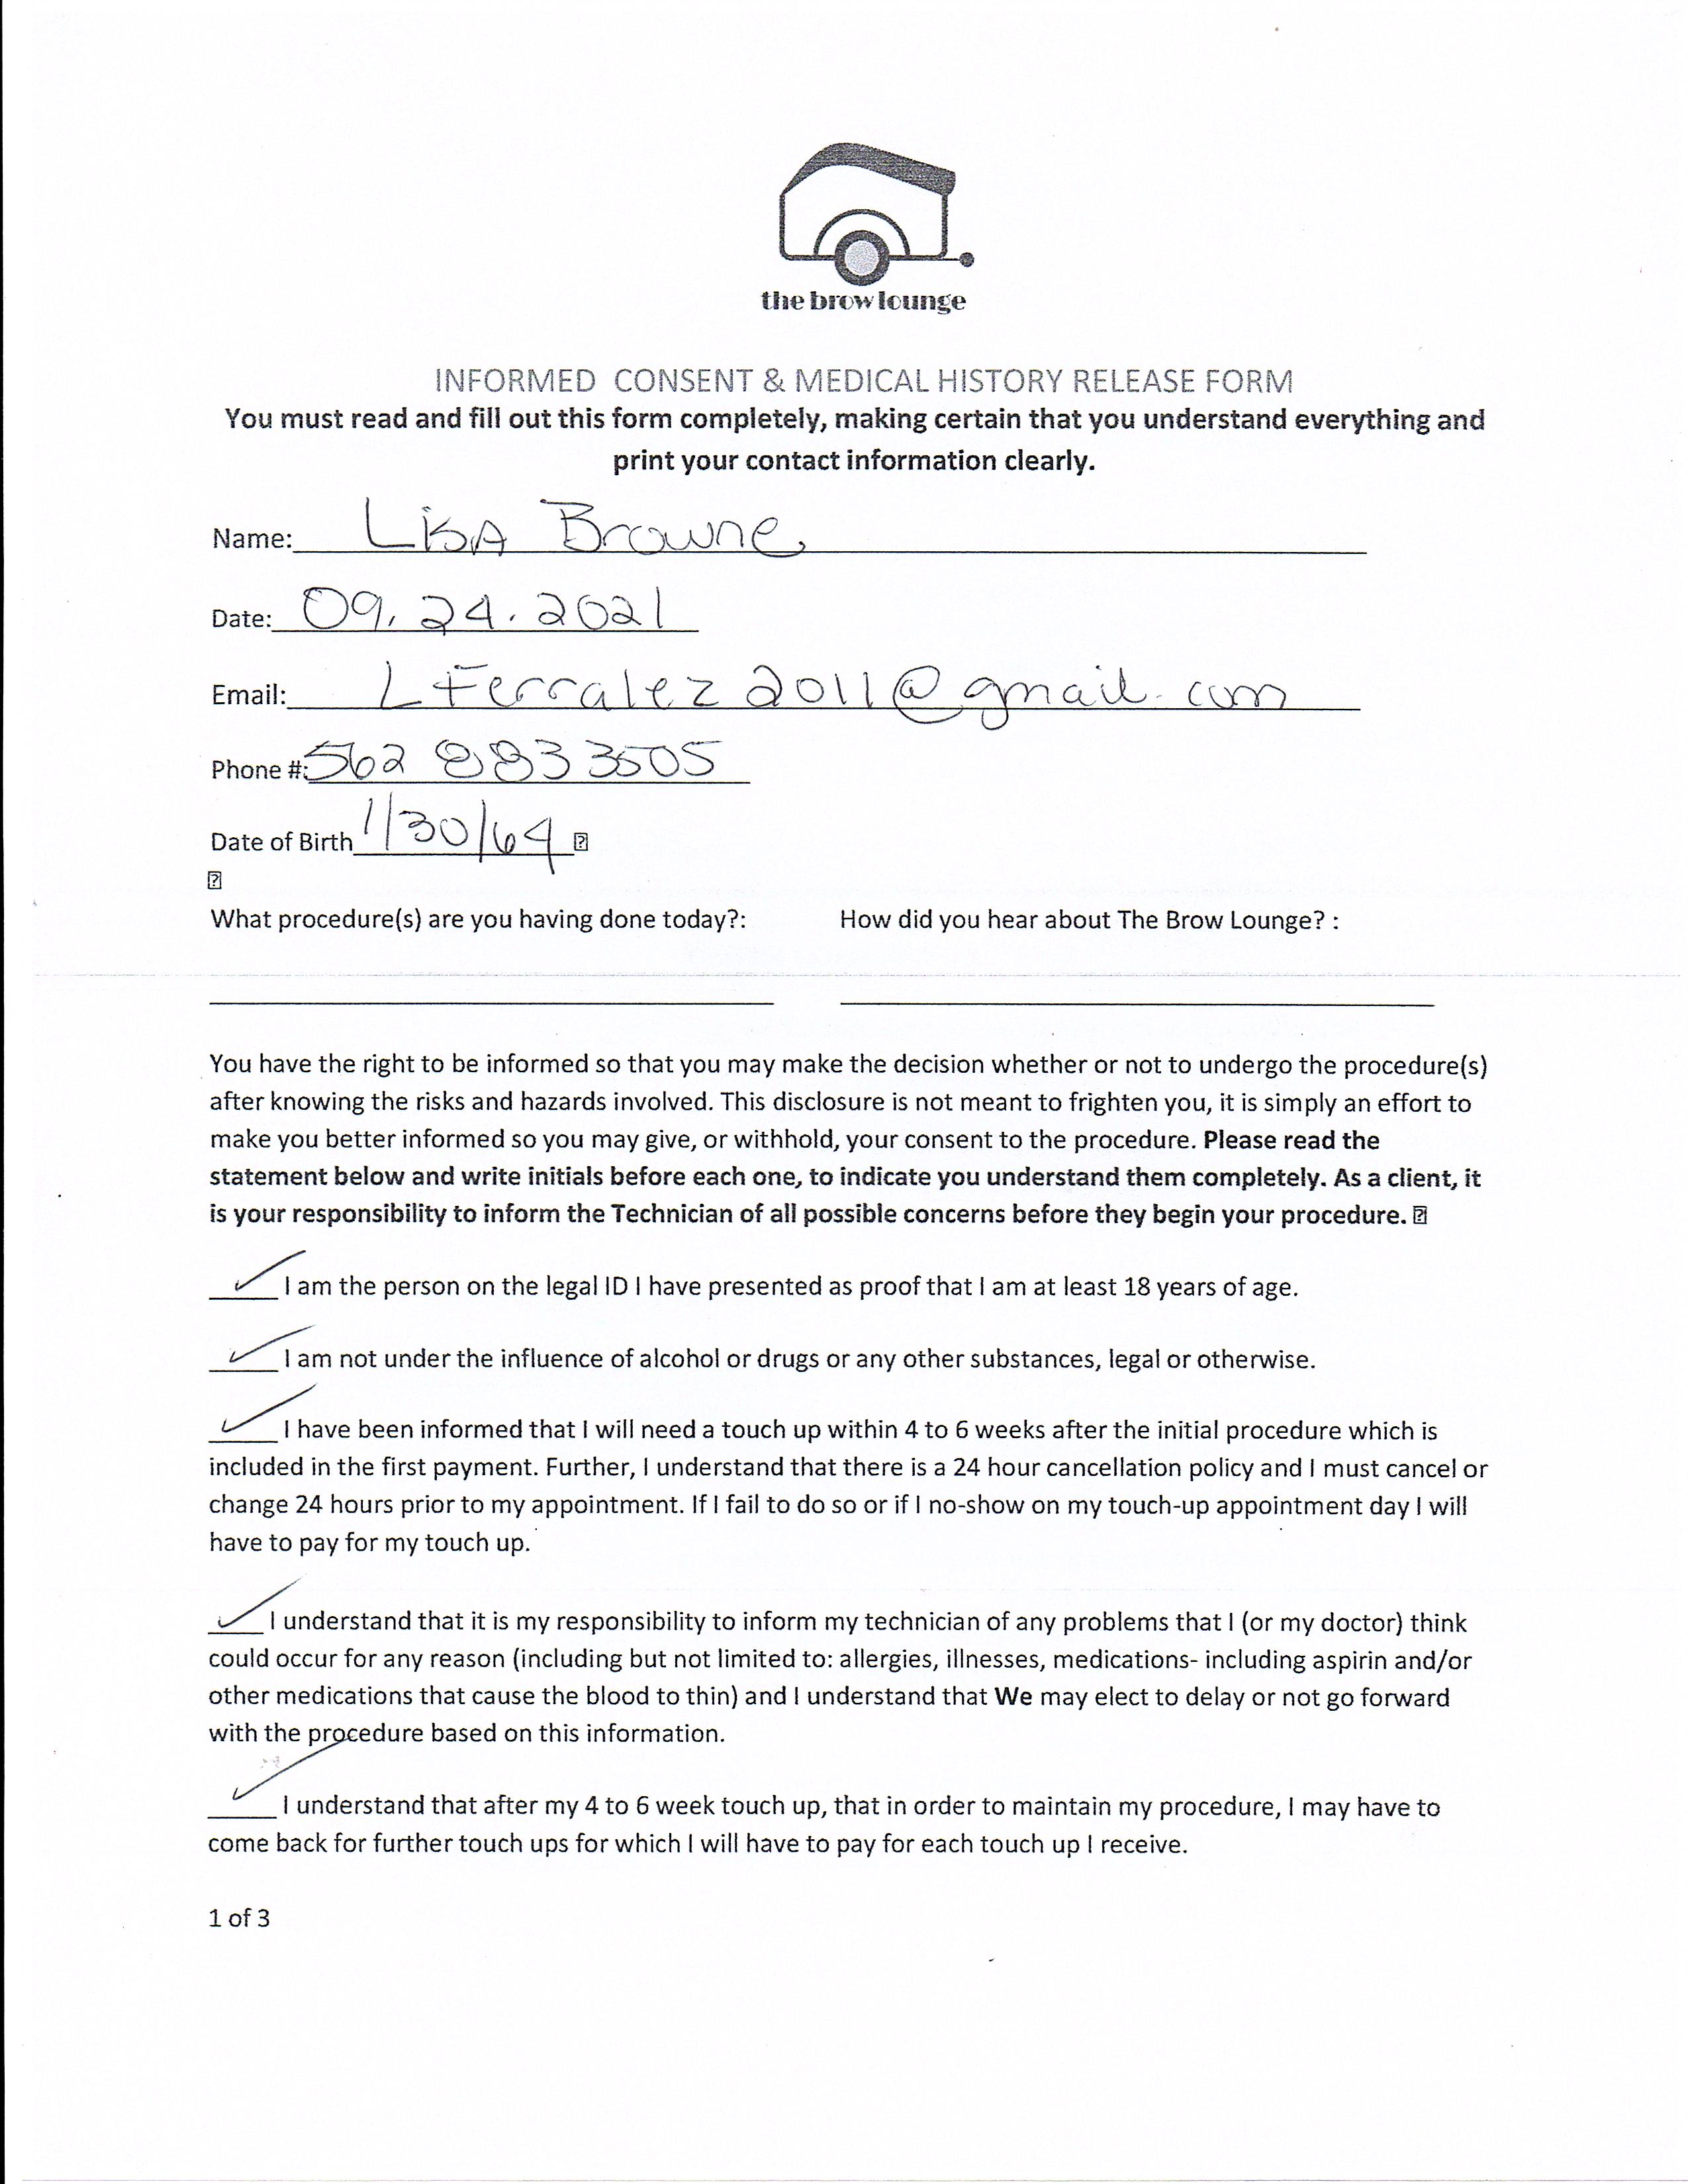 the brow lounge
INFORMED CONSENT & MEDICAL HISTORY RELEASE FORM
You must read and fill out this form completely, making certain that you understand everything and
print your contact information clearly.
Name: Lisa Browne
Date: 09.24.2021
Email: LFerralez2011@gmail.com
Phone #: 562 883 3505
Date of Birth 1/30/64
What procedure(s) are you having done today?: How did you hear about The Brow Lounge? :
You have the right to be informed so that you may make the decision whether or not to undergo the procedure(s)
after knowing the risks and hazards involved. This disclosure is not meant to frighten you, it is simply an effort to
make you better informed so you may give, or withhold, your consent to the procedure. Please read the
statement below and write initials before each one, to indicate you understand them completely. As a client, it
is your responsibility to inform the Technician of all possible concerns before they begin your procedure.
✓ I am the person on the legal ID I have presented as proof that I am at least 18 years of age.
✓ I am not under the influence of alcohol or drugs or any other substances, legal or otherwise.
✓ I have been informed that I will need a touch up within 4 to 6 weeks after the initial procedure which is
included in the first payment. Further, I understand that there is a 24 hour cancellation policy and I must cancel or
change 24 hours prior to my appointment. If I fail to do so or if I no-show on my touch-up appointment day I will
have to pay for my touch up.
✓ I understand that it is my responsibility to inform my technician of any problems that I (or my doctor) think
could occur for any reason (including but not limited to: allergies, illnesses, medications- including aspirin and/or
other medications that cause the blood to thin) and I understand that We may elect to delay or not go forward
with the procedure based on this information.
✓ I understand that after my 4 to 6 week touch up, that in order to maintain my procedure, I may have to
come back for further touch ups for which I will have to pay for each touch up I receive.
1 of 3